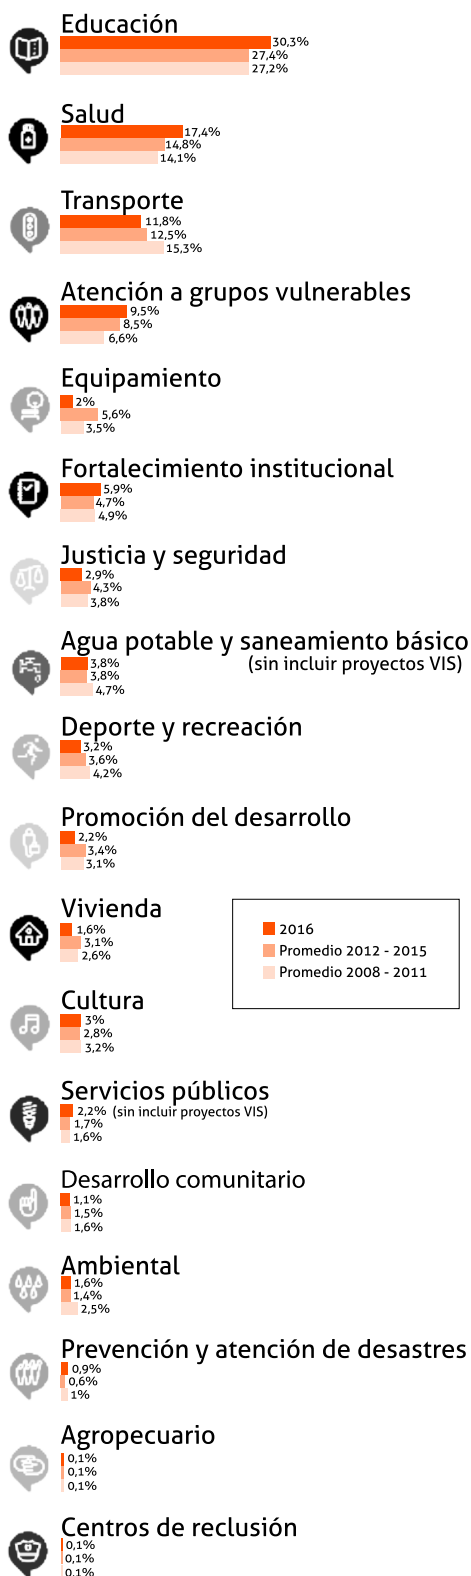 Educación
30,3%
27,4%
27,2%
Salud
17,4%
14,8%
14,1%
Transporte
11,8%
12,5%
15,3%
Atención a grupos vulnerables
9,5%
8,5%
6,6%
Equipamiento
2%
5,6%
3,5%
Fortalecimiento institucional
5,9%
4,7%
4,9%
Justicia y seguridad
2,9%
4,3%
3,8%
Agua potable y saneamiento básico
(sin incluir proyectos VIS)
3,8%
3,8%
4,7%
Deporte y recreación
3,2%
3,6%
4,2%
Promoción del desarrollo
2,2%
3,4%
3,1%
Vivienda
1,6%
3,1%
2,6%
2016
Promedio 2012 - 2015
Promedio 2008 - 2011
Cultura
3%
2,8%
3,2%
Servicios públicos
2,2% (sin incluir proyectos VIS)
1,7%
1,6%
Desarrollo comunitario
1,1%
1,5%
1,6%
Ambiental
1,6%
1,4%
2,5%
Prevención y atención de desastres
0,9%
0,6%
1%
Agropecuario
0,1%
0,1%
0,1%
Centros de reclusión
0,1%
0,1%
0,1%